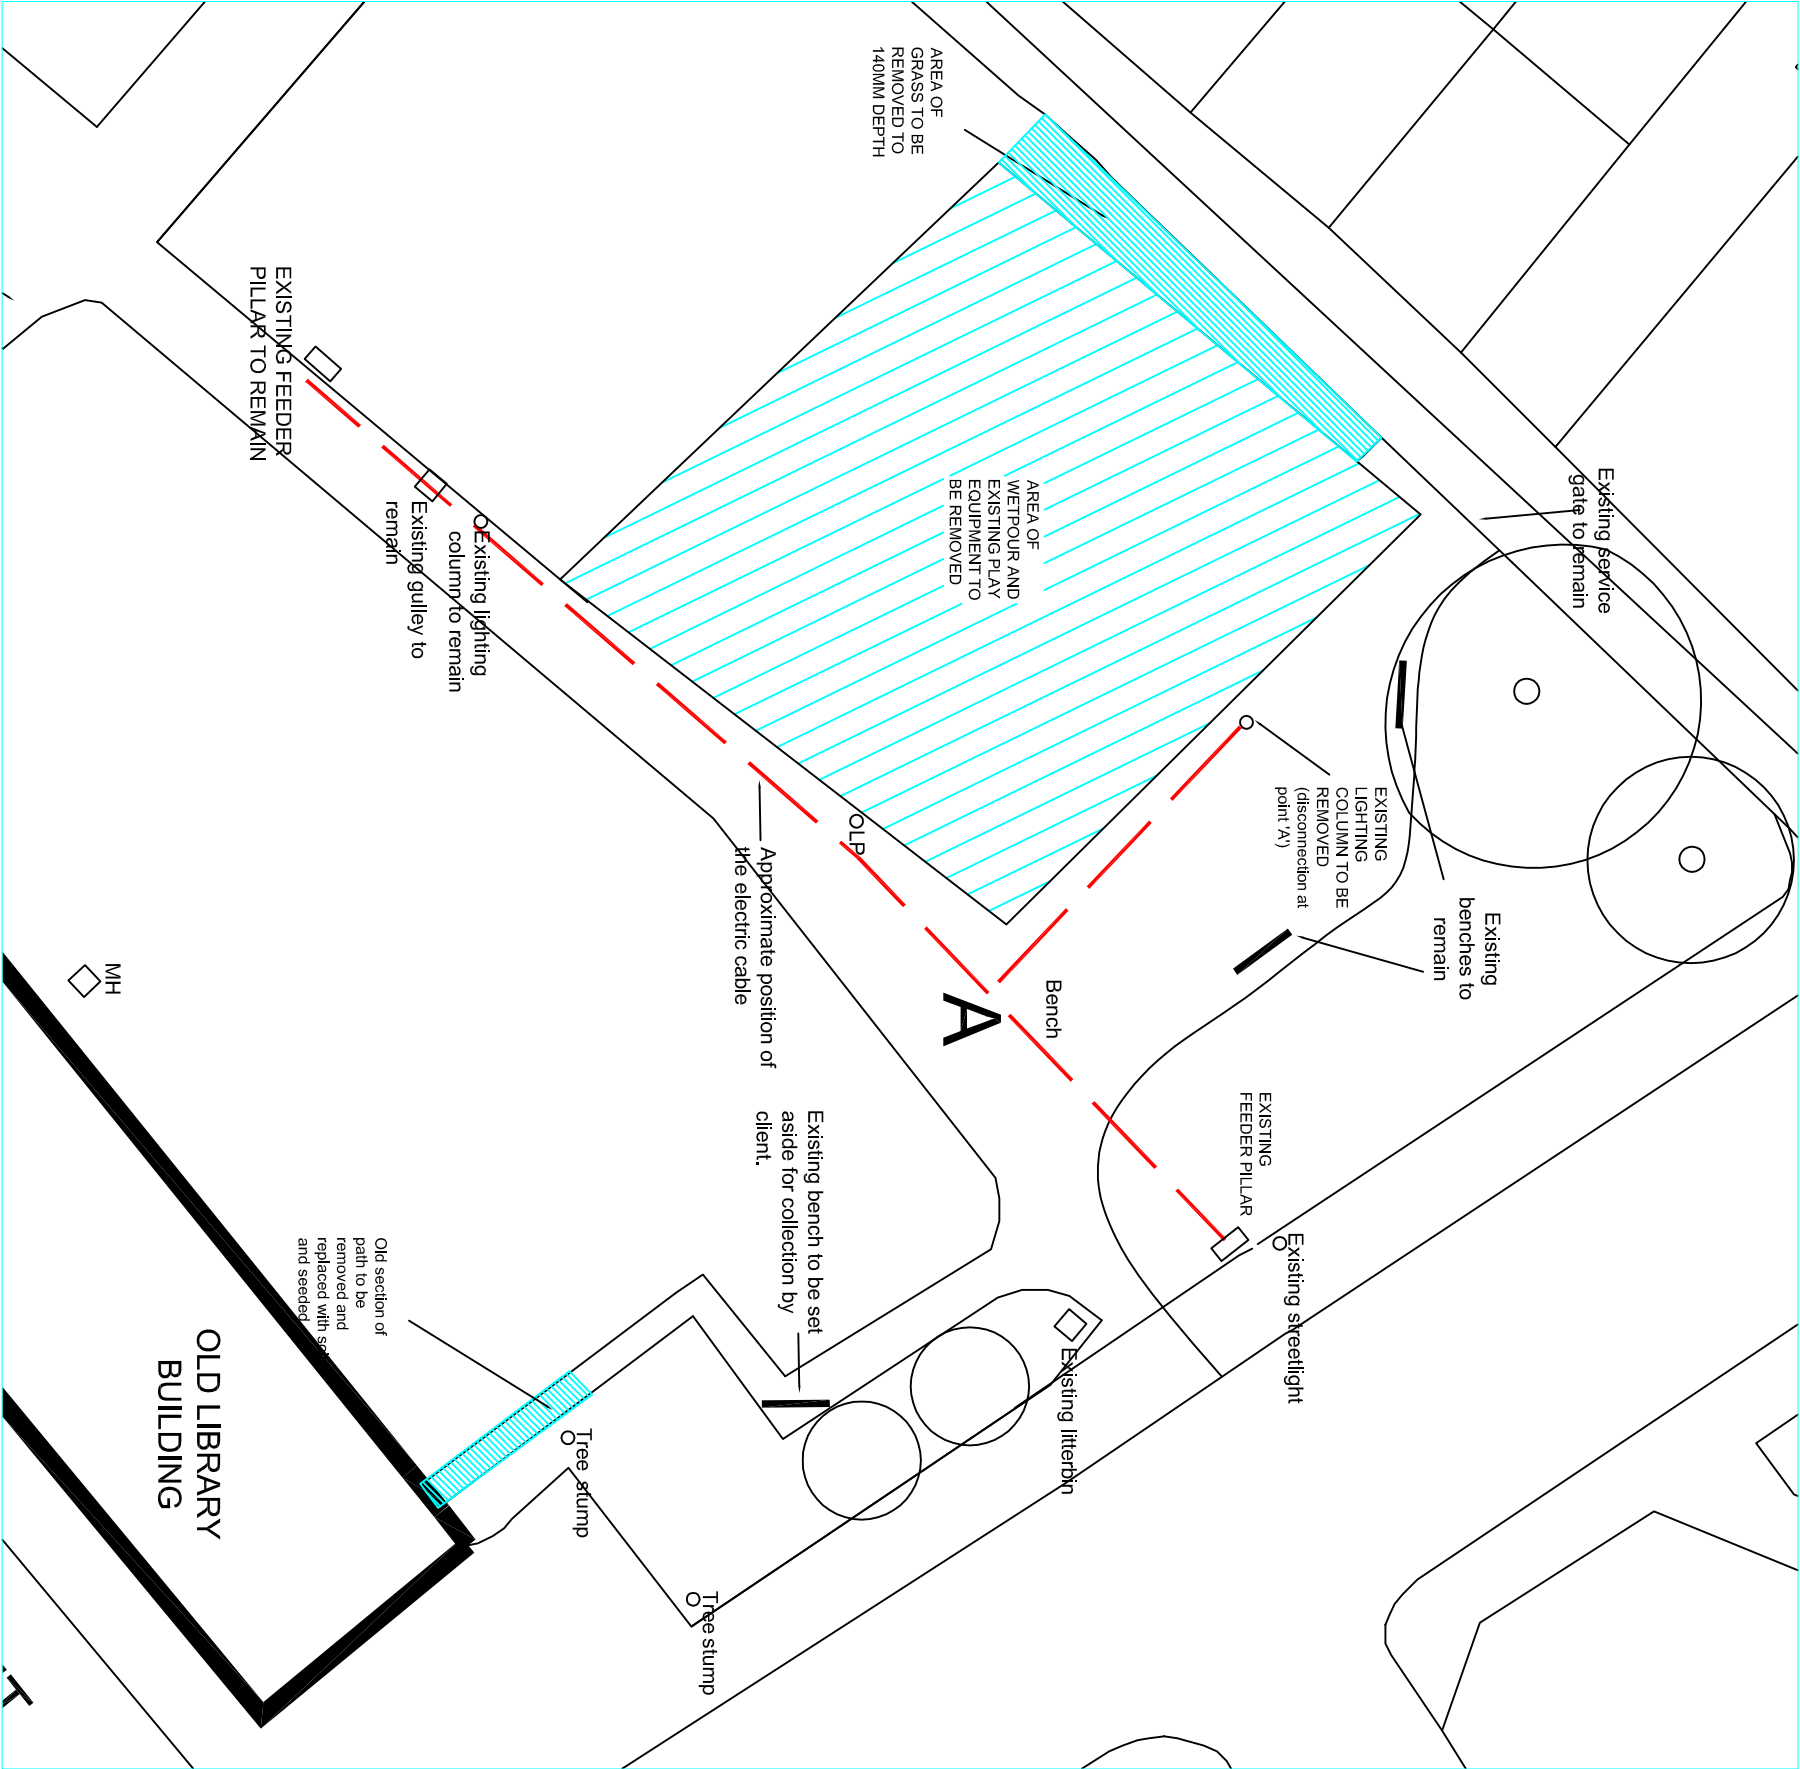 AREA OF
GRASS TO BE
REMOVED TO
140MM DEPTH
EXISTING FEEDER
PILLAR TO REMAIN
Existing service
gate to remain
AREA OF
WETPOUR AND
EXISTING PLAY
EQUIPMENT TO
BE REMOVED
Existing lighting
column to remain
Existing gulley to
remain
EXISTING
LIGHTING
COLUMN TO BE
REMOVED
(disconnection at
point 'A')
LP
Approximate position of
the electric cable
Existing
benches to
remain
MH
Bench
A
EXISTING
FEEDER PILLAR
Existing bench to be set
aside for collection by
client.
Existing streetlight
Old section of
path to be
removed and
replaced with
and seeded
OLD LIBRARY
BUILDING
Existing litterbin
Tree stump
Tree stump